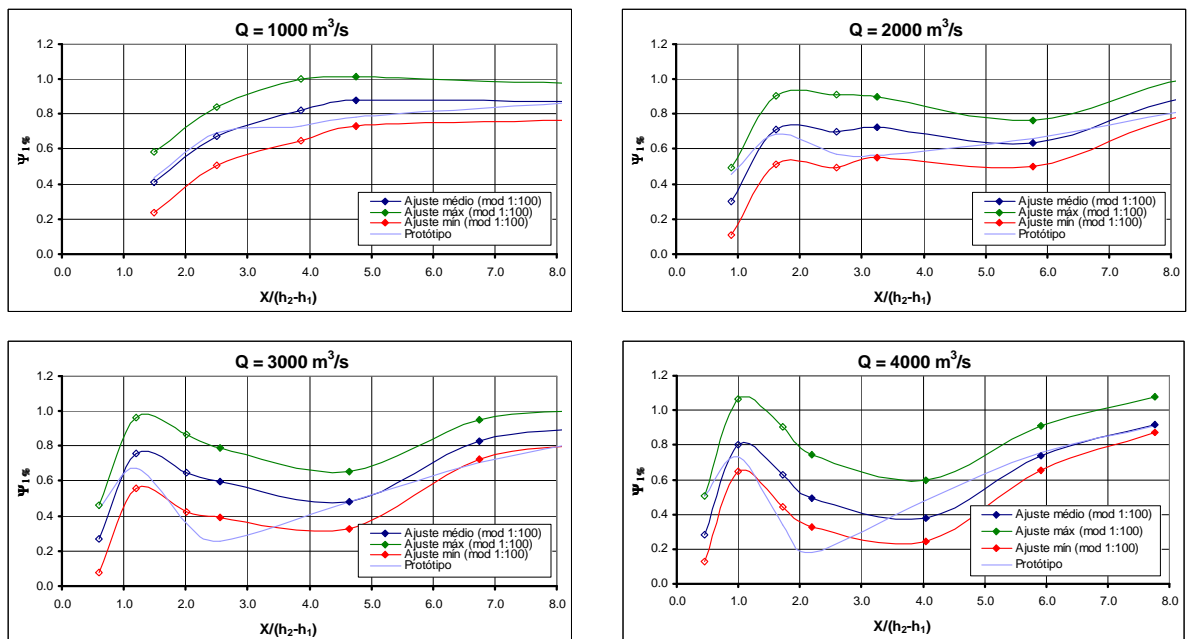 Q = 1000 m³/s
1.2
1.0
0.8
0.6
0.4
0.2
0.0
Ψ1%
Ajuste médio (mod 1:100)
Ajuste máx (mod 1:100)
Ajuste mín (mod 1:100)
Protótipo
0.0 1.0 2.0 3.0 4.0 5.0 6.0 7.0 8.0
X/(h₂-h₁)
Q = 2000 m³/s
1.2
1.0
0.8
0.6
0.4
0.2
0.0
Ψ1%
Ajuste médio (mod 1:100)
Ajuste máx (mod 1:100)
Ajuste mín (mod 1:100)
Protótipo
0.0 1.0 2.0 3.0 4.0 5.0 6.0 7.0 8.0
X/(h₂-h₁)
Q = 3000 m³/s
1.2
1.0
0.8
0.6
0.4
0.2
0.0
Ψ1%
Ajuste médio (mod 1:100)
Ajuste máx (mod 1:100)
Ajuste mín (mod 1:100)
Protótipo
0.0 1.0 2.0 3.0 4.0 5.0 6.0 7.0 8.0
X/(h₂-h₁)
Q = 4000 m³/s
1.2
1.0
0.8
0.6
0.4
0.2
0.0
Ψ1%
Ajuste médio (mod 1:100)
Ajuste máx (mod 1:100)
Ajuste mín (mod 1:100)
Protótipo
0.0 1.0 2.0 3.0 4.0 5.0 6.0 7.0 8.0
X/(h₂-h₁)